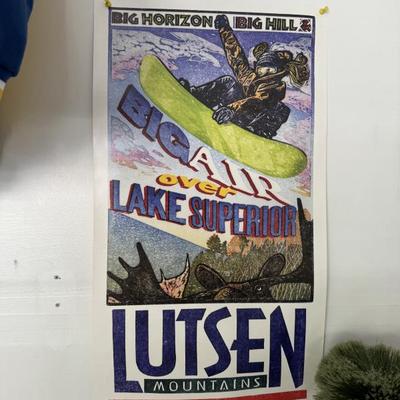 BIG HORIZON BIG HILL
BIG AIR
over
LAKE SUPERIOR
LUTSEN
MOUNTAINS